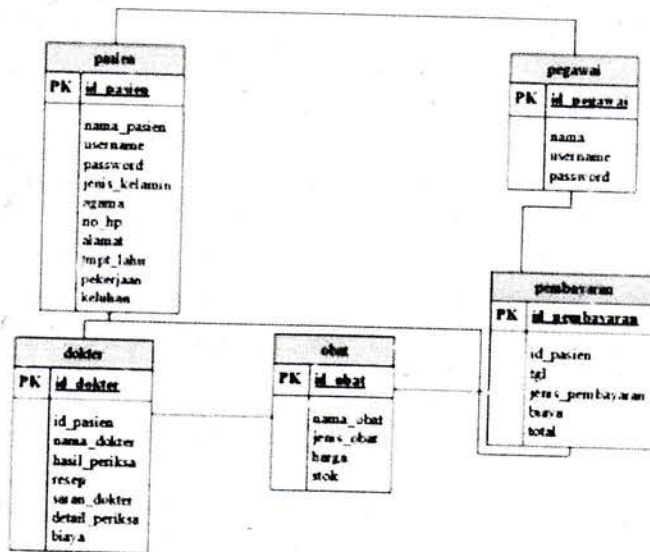 pasien
PK id_pasien
nama_pasien
username
password
jenis_kelamin
agama
no_hp
alamat
tmpt_lahir
pekerjaan
keluhan
pegawai
PK id_pegawai
nama
username
password
pembayaran
PK id_pembayaran
id_pasien
tgl
jenis_pembayaran
biaya
total
dokter
PK id_dokter
id_pasien
nama_dokter
hasil_periksa
resep
saran_dokter
detail_periksa
biaya
obat
PK id_obat
nama_obat
jenis_obat
harga
stok